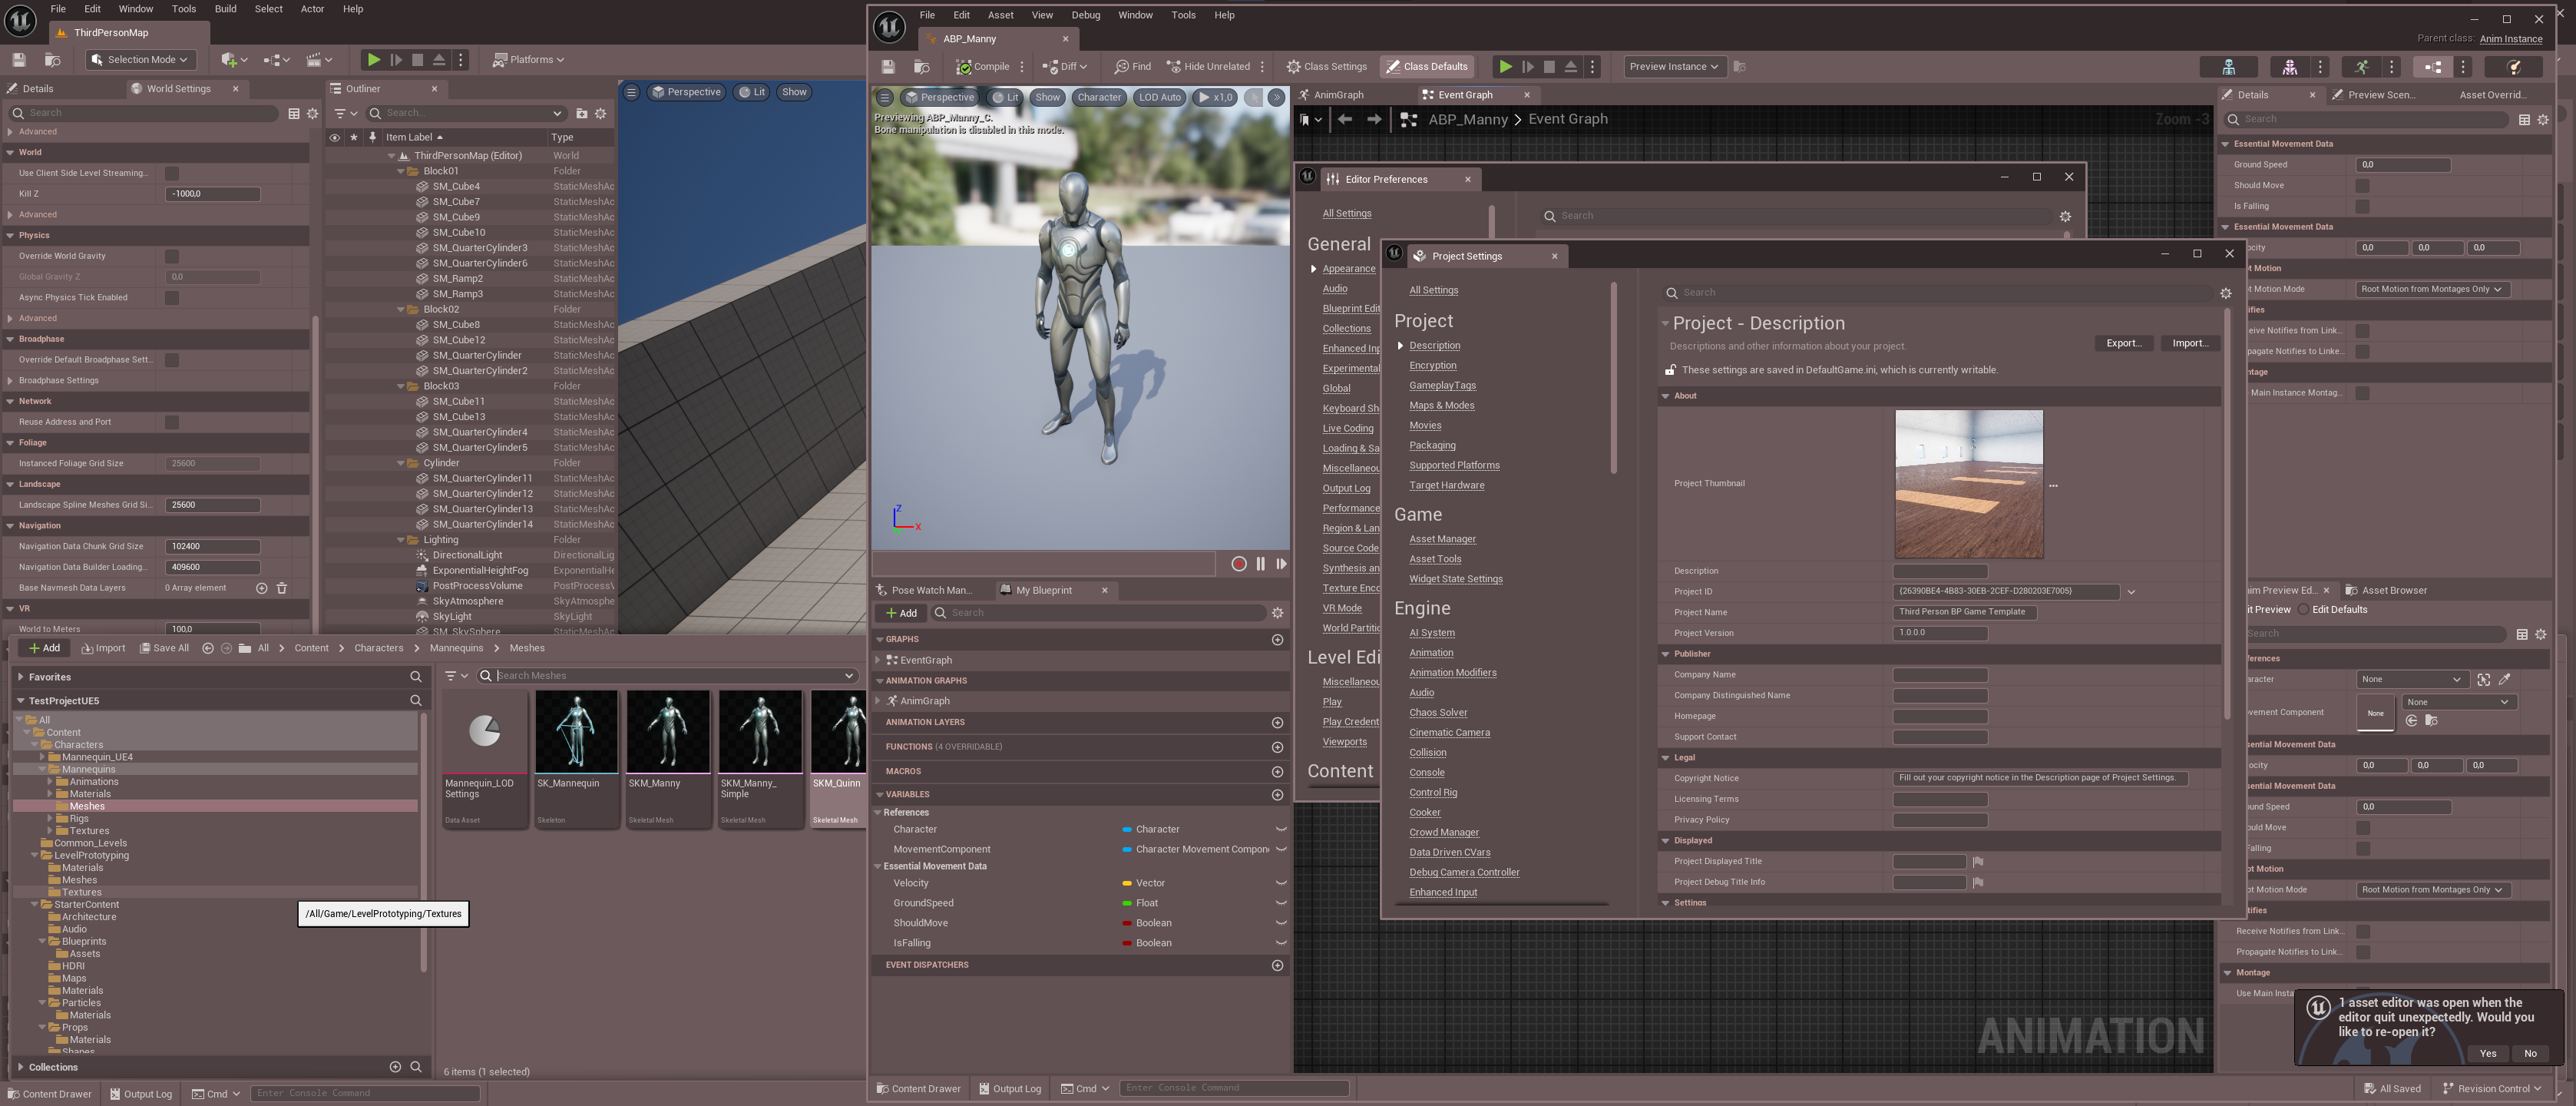 File Edit Window Tools Build Select Actor Help
ThirdPersonMap
Selection Mode
Platforms
Details
World Settings
Search
Advanced
World
Use Client Side Level Streaming...
Kill Z -1000,0
Advanced
Physics
Override World Gravity
Global Gravity Z 0,0
Async Physics Tick Enabled
Advanced
Broadphase
Override Default Broadphase Sett...
Broadphase Settings
Network
Reuse Address and Port
Foliage
Instanced Foliage Grid Size 25600
Landscape
Landscape Spline Meshes Grid Si... 25600
Navigation
Navigation Data Chunk Grid Size 102400
Navigation Data Builder Loading... 409600
Base Navmesh Data Layers 0 Array element
VR
World to Meters 100,0
Outliner
Search...
Item Label Type
ThirdPersonMap (Editor) World
Block01 Folder
SM_Cube4 StaticMeshAc
SM_Cube7 StaticMeshAc
SM_Cube9 StaticMeshAc
SM_Cube10 StaticMeshAc
SM_QuarterCylinder3 StaticMeshAc
SM_QuarterCylinder6 StaticMeshAc
SM_Ramp2 StaticMeshAc
SM_Ramp3 StaticMeshAc
Block02 Folder
SM_Cube8 StaticMeshAc
SM_Cube12 StaticMeshAc
SM_QuarterCylinder StaticMeshAc
SM_QuarterCylinder2 StaticMeshAc
Block03 Folder
SM_Cube11 StaticMeshAc
SM_Cube13 StaticMeshAc
SM_QuarterCylinder4 StaticMeshAc
SM_QuarterCylinder5 StaticMeshAc
Cylinder Folder
SM_QuarterCylinder11 StaticMeshAc
SM_QuarterCylinder12 StaticMeshAc
SM_QuarterCylinder13 StaticMeshAc
SM_QuarterCylinder14 StaticMeshAc
Lighting Folder
DirectionalLight DirectionalLig
ExponentialHeightFog ExponentialHe
PostProcessVolume PostProcessV
SkyAtmosphere SkyAtmosphe
SkyLight SkyLight
SM_SkySphere StaticMeshAc
Perspective Lit Show
Add Import Save All All Content Characters Mannequins Meshes
Favorites
TestProjectUE5
All
Content
Characters
Mannequin_UE4
Mannequins
Animations
Materials
Meshes
Rigs
Textures
Common_Levels
LevelPrototyping
Materials
Meshes
Textures
StarterContent
Architecture
Audio
Blueprints
Assets
HDRI
Maps
Materials
Particles
Materials
Props
Materials
Shapes
Collections
/All/Game/LevelPrototyping/Textures
Search Meshes
Mannequin_LOD
Settings
Data Asset
SK_Mannequin
Skeleton
SKM_Manny
Skeletal Mesh
SKM_Manny_
Simple
Skeletal Mesh
SKM_Quinn
Skeletal Mesh
6 items (1 selected)
Content Drawer Output Log Cmd Enter Console Command
File Edit Asset View Debug Window Tools Help
ABP_Manny
Parent class: Anim Instance
Compile Diff Find Hide Unrelated Class Settings Class Defaults Preview Instance
Perspective Lit Show Character LOD Auto x1,0
Previewing ABP_Manny_C.
Bone manipulation is disabled in this mode.
Z
X
Pose Watch Man...
My Blueprint
Add Search
GRAPHS
EventGraph
ANIMATION GRAPHS
AnimGraph
ANIMATION LAYERS
FUNCTIONS (4 OVERRIDABLE)
MACROS
VARIABLES
References
Character Character
MovementComponent Character Movement Compon
Essential Movement Data
Velocity Vector
GroundSpeed Float
ShouldMove Boolean
IsFalling Boolean
EVENT DISPATCHERS
Content Drawer Output Log Cmd Enter Console Command
AnimGraph Event Graph
ABP_Manny > Event Graph Zoom -3
Editor Preferences
All Settings
Search
General
Appearance
Audio
Blueprint Edit
Collections
Enhanced Inp
Experimental
Global
Keyboard Sh
Live Coding
Loading & Sa
Miscellaneou
Output Log
Performance
Region & Lan
Source Code
Synthesis an
Texture Enco
VR Mode
World Partitic
Level Edi
Miscellaneou
Play
Play Credent
Viewports
Content
Project Settings
All Settings
Project
Description
Encryption
GameplayTags
Maps & Modes
Movies
Packaging
Supported Platforms
Target Hardware
Game
Asset Manager
Asset Tools
Widget State Settings
Engine
AI System
Animation
Animation Modifiers
Audio
Chaos Solver
Cinematic Camera
Collision
Console
Control Rig
Cooker
Crowd Manager
Data Driven CVars
Debug Camera Controller
Enhanced Input
Search
Project - Description
Descriptions and other information about your project.
Export... Import...
These settings are saved in DefaultGame.ini, which is currently writable.
About
Project Thumbnail
Description
Project ID {26390BE4-4B83-30EB-2CEF-D280203E7005}
Project Name Third Person BP Game Template
Project Version 1.0.0.0
Publisher
Company Name
Company Distinguished Name
Homepage
Support Contact
Legal
Copyright Notice Fill out your copyright notice in the Description page of Project Settings.
Licensing Terms
Privacy Policy
Displayed
Project Displayed Title
Project Debug Title Info
Settings
ANIMATION
Details Preview Scen... Asset Overrid...
Search
Essential Movement Data
Ground Speed 0,0
Should Move
Is Falling
Essential Movement Data
ocity 0,0 0,0 0,0
ot Motion
ot Motion Mode Root Motion from Montages Only
ifies
eive Notifies from Link...
pagate Notifies to Linke...
ntage
Main Instance Montag...
im Preview Ed... Asset Browser
it Preview Edit Defaults
Search
ferences
aracter None
vement Component None None
sential Movement Data
ocity 0,0 0,0 0,0
sential Movement Data
ound Speed 0,0
ould Move
Falling
ot Motion
ot Motion Mode Root Motion from Montages Only
tifies
Receive Notifies from Link...
Propagate Notifies to Link...
Montage
Use Main Insta
1 asset editor was open when the
editor quit unexpectedly. Would you
like to re-open it?
Yes No
All Saved Revision Control